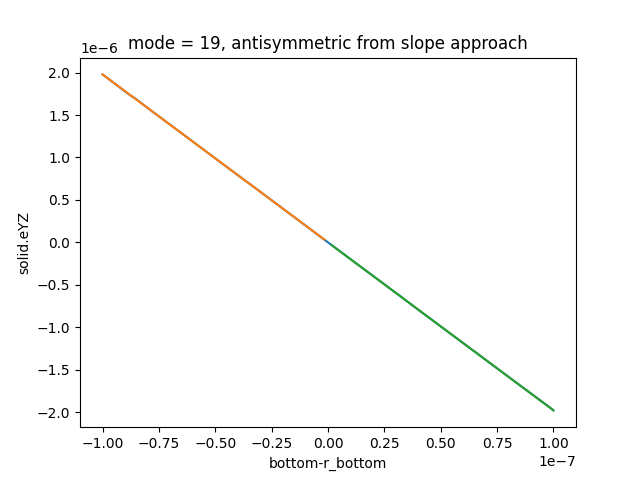 1e−6
mode = 19, antisymmetric from slope approach
2.0
1.5
1.0
0.5
0.0
−0.5
−1.0
−1.5
−2.0
solid.eYZ
−1.00 −0.75 −0.50 −0.25 0.00 0.25 0.50 0.75 1.00
bottom-r_bottom
1e−7